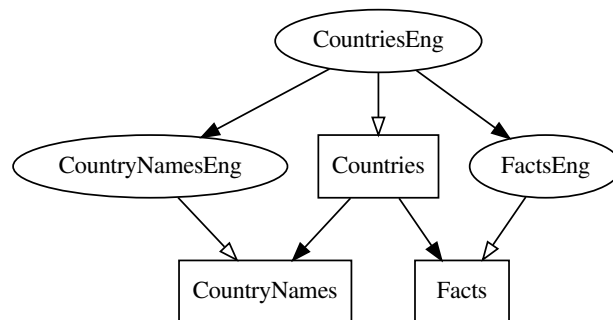 CountriesEng
CountryNamesEng
Countries
FactsEng
CountryNames
Facts